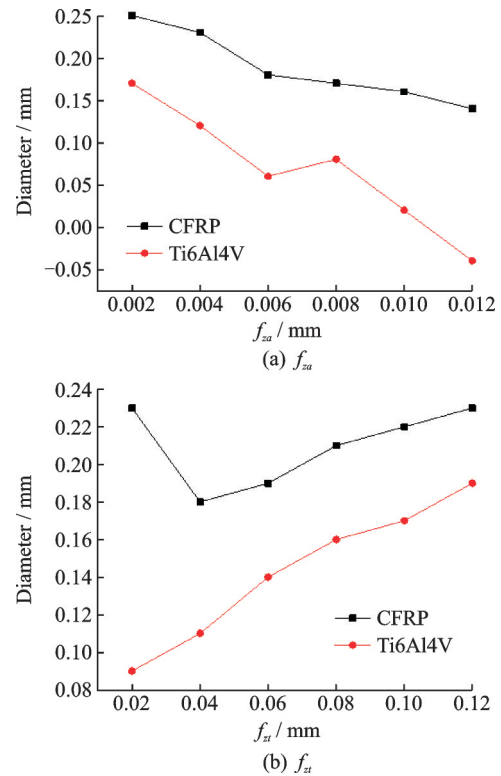 0.25
0.20
0.15
0.10
0.05
0.00
−0.05
Diameter / mm
CFRP
Ti6Al4V
0.002 0.004 0.006 0.008 0.010 0.012
fza / mm
(a) fza
0.24
0.22
0.20
0.18
0.16
0.14
0.12
0.10
0.08
Diameter / mm
CFRP
Ti6Al4V
0.02 0.04 0.06 0.08 0.10 0.12
fzt / mm
(b) fzt